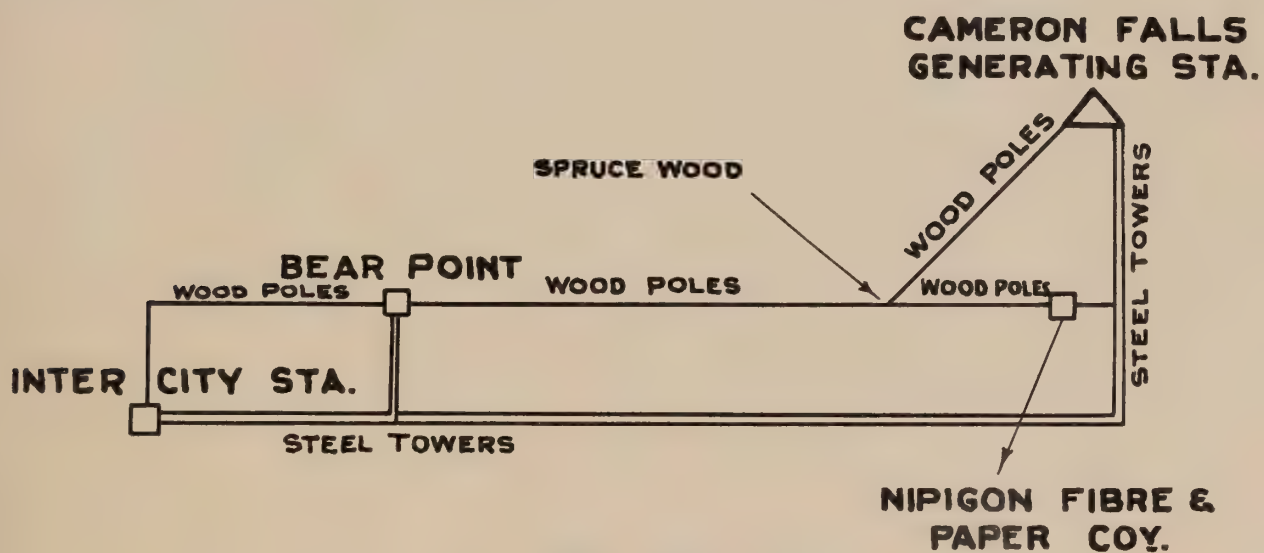 CAMERON FALLS
GENERATING STA.
SPRUCE WOOD
WOOD POLES
STEEL TOWERS
BEAR POINT
WOOD POLES
WOOD POLES
WOOD POLES
INTER CITY STA.
STEEL TOWERS
NIPIGON FIBRE &
PAPER COY.